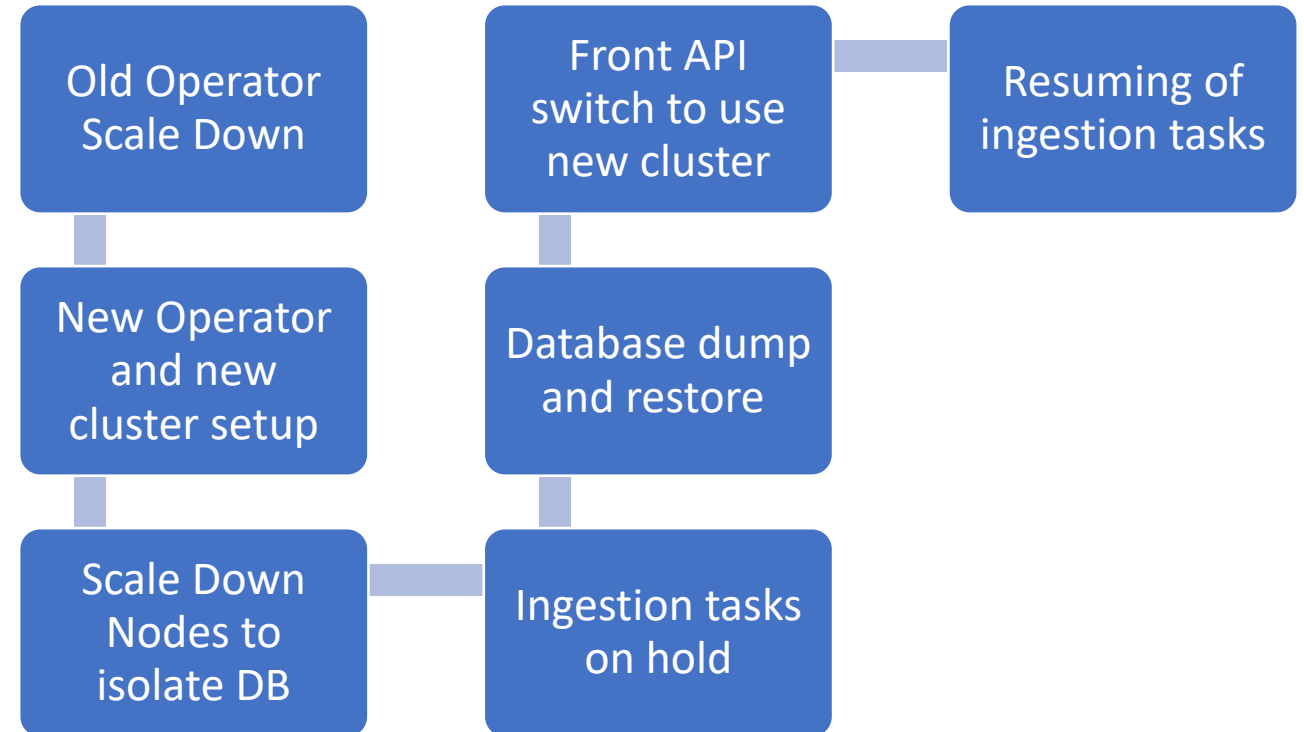 Old Operator
Scale Down
New Operator
and new
cluster setup
Scale Down
Nodes to
isolate DB
Ingestion tasks
on hold
Database dump
and restore
Front API
switch to use
new cluster
Resuming of
ingestion tasks